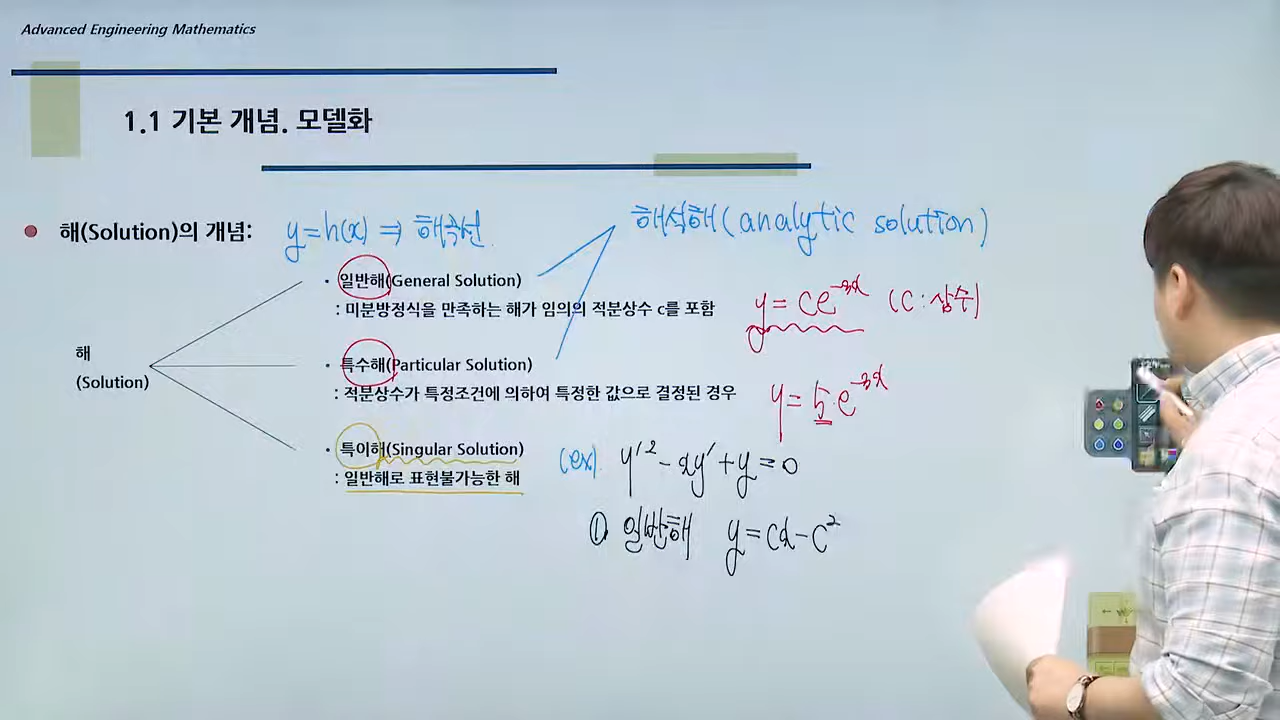 Advanced Engineering Mathematics
1.1 기본 개념. 모델화
해(Solution)의 개념: y=h(x) ⇒ 해곡선.
해석해(analytic solution)
· 일반해(General Solution)
: 미분방정식을 만족하는 해가 임의의 적분상수 c를 포함
y = ce^{-3x} (C:상수)
해
(Solution)
· 특수해(Particular Solution)
: 적분상수가 특정조건에 의하여 특정한 값으로 결정된 경우
y = 5·e^{-3x}
· 특이해(Singular Solution)
: 일반해로 표현불가능한 해
(ex). y'^2 - xy' + y = 0
① 일반해 y = cx - c^2